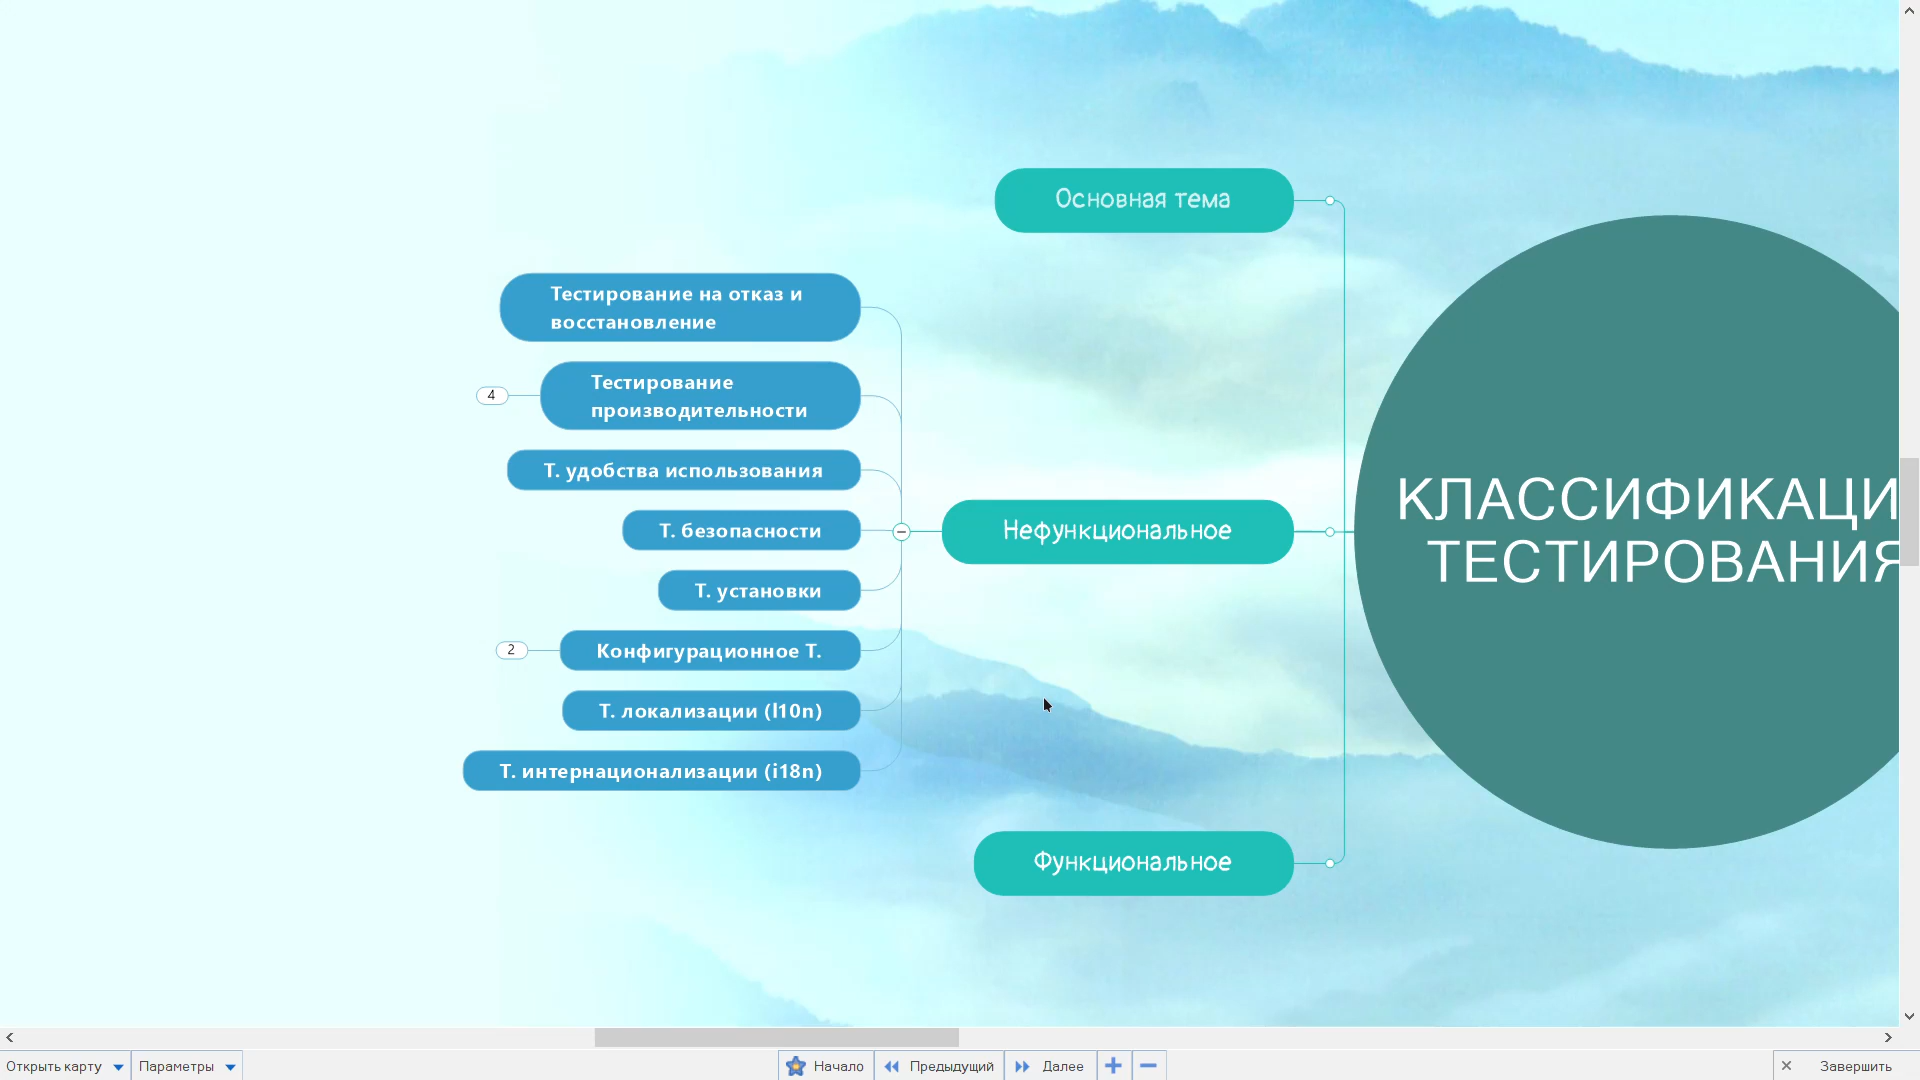 Основная тема
Тестирование на отказ и
восстановление
4
Тестирование
производительности
Т. удобства использования
Т. безопасности
Нефункциональное
КЛАССИФИКАЦИ
ТЕСТИРОВАНИЯ
Т. установки
2
Конфигурационное Т.
Т. локализации (l10n)
Т. интернационализации (i18n)
Функциональное
Открыть карту
Параметры
Начало
Предыдущий
Далее
Завершить